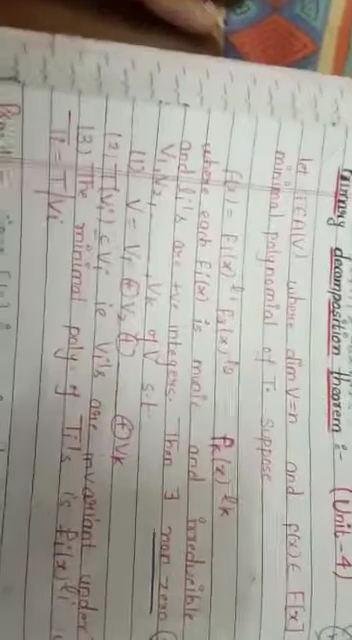 Primary decomposition theorem :- (Unit-4)
let T∈A(V) where dim V=n and f(x)∈ F[x]
minimal polynomial of T. Suppose
f(x) = f1(x)^l1 . f2(x)^l2 fk(x)^lk
where each fi(x) is monic and irreducible
and li's are +ve integers. Then ∃ non zero
V1,V2,......,Vk of V s.t.
(1) V = V1 ⊕ V2 ⊕ ⊕ Vk
(2) T(Vi) ⊂ Vi ie Vi's are invariant under
(3) The minimal poly. of Ti's is fi(x)^li
Ti = T/Vi